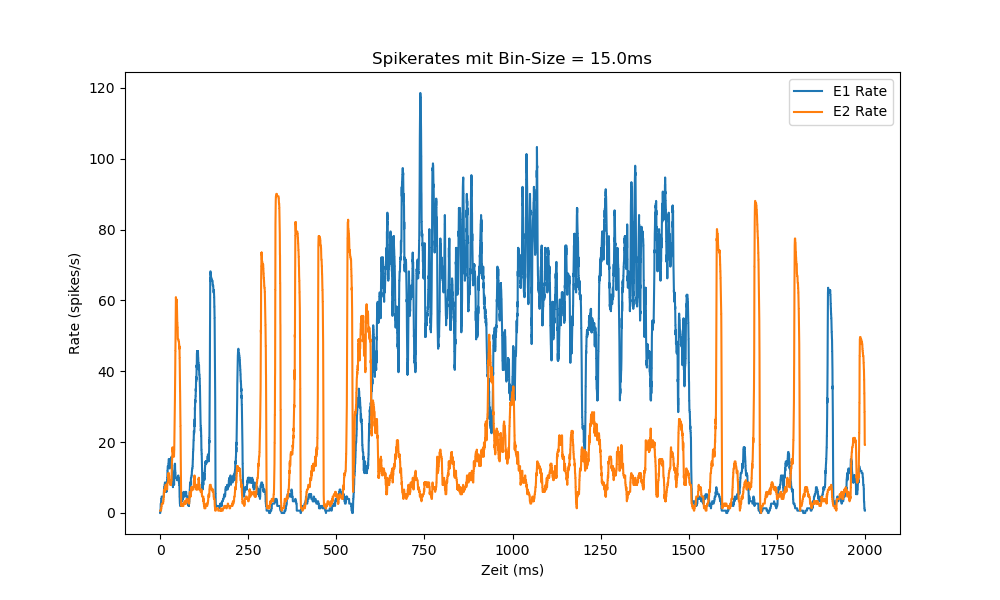 Spikerates mit Bin-Size = 15.0ms
E1 Rate
E2 Rate
Rate (spikes/s)
120
100
80
60
40
20
0
0 250 500 750 1000 1250 1500 1750 2000
Zeit (ms)